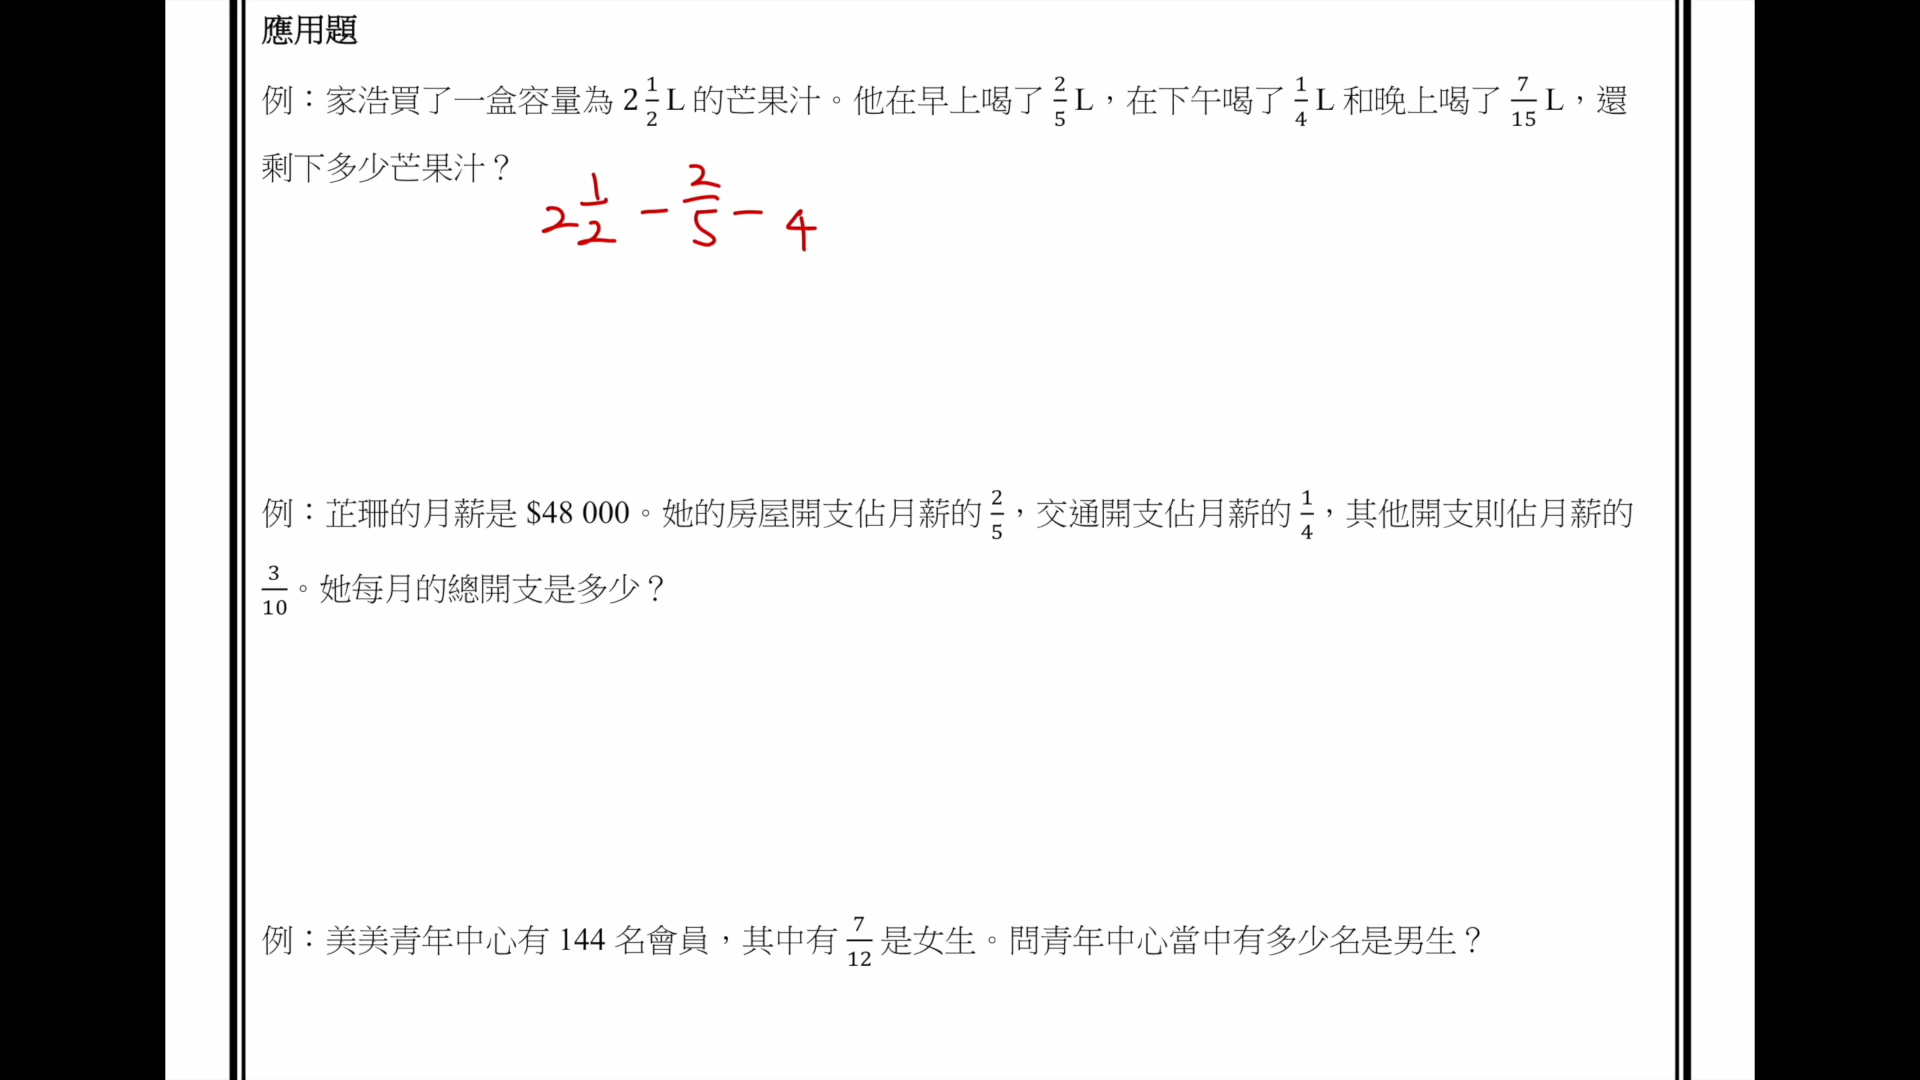 應用題
例：家浩買了一盒容量為 2 1/2 L 的芒果汁。他在早上喝了 2/5 L，在下午喝了 1/4 L 和晚上喝了 7/15 L，還
剩下多少芒果汁？
2 1/2 - 2/5 - 4
例：芷珊的月薪是 $48 000。她的房屋開支佔月薪的 2/5，交通開支佔月薪的 1/4，其他開支則佔月薪的
3/10。她每月的總開支是多少？
例：美美青年中心有 144 名會員，其中有 7/12 是女生。問青年中心當中有多少名是男生？